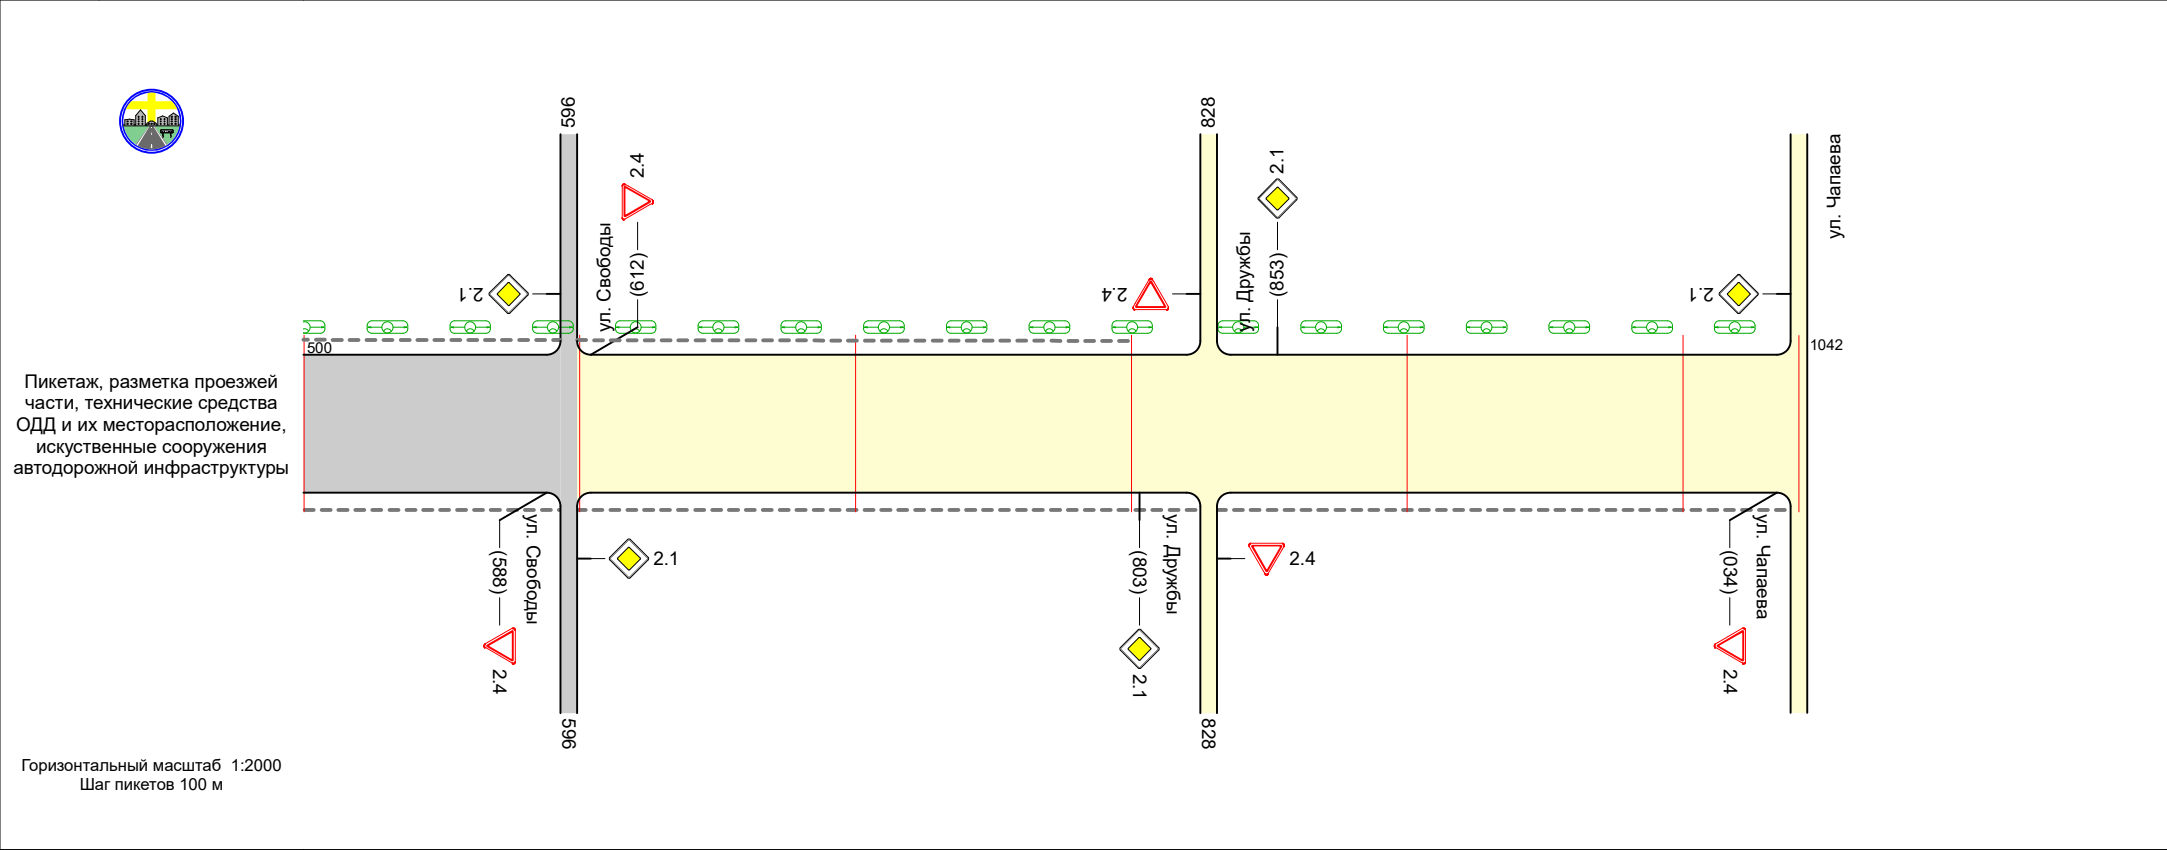 596
828
2.4
2.1
ул. Чапаева
ул. Свободы
(612)
ул. Дружбы
(853)
2.1
2.4
2.1
500
1042
Пикетаж, разметка проезжей
части, технические средства
ОДД и их месторасположение,
искуственные сооружения
автодорожной инфраструктуры
(588)
ул. Свободы
2.1
(803)
ул. Дружбы
2.4
(034)
ул. Чапаева
2.4
2.1
2.4
596
828
Горизонтальный масштаб 1:2000
Шаг пикетов 100 м